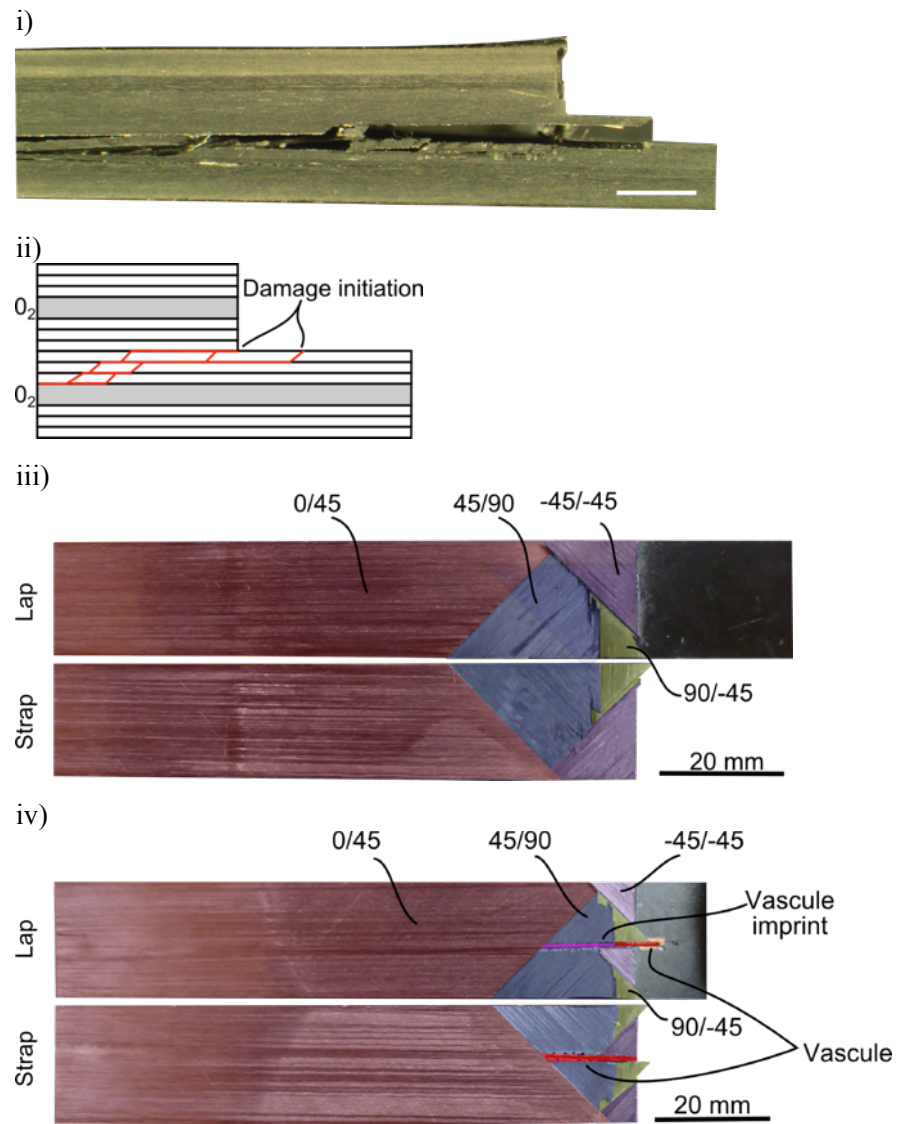 i)
ii)
Damage initiation
0₂
0₂
iii)
0/45 45/90 -45/-45
Lap
90/-45
Strap
20 mm
iv)
0/45 45/90 -45/-45
Vascule
imprint
Lap
90/-45
Strap
Vascule
20 mm